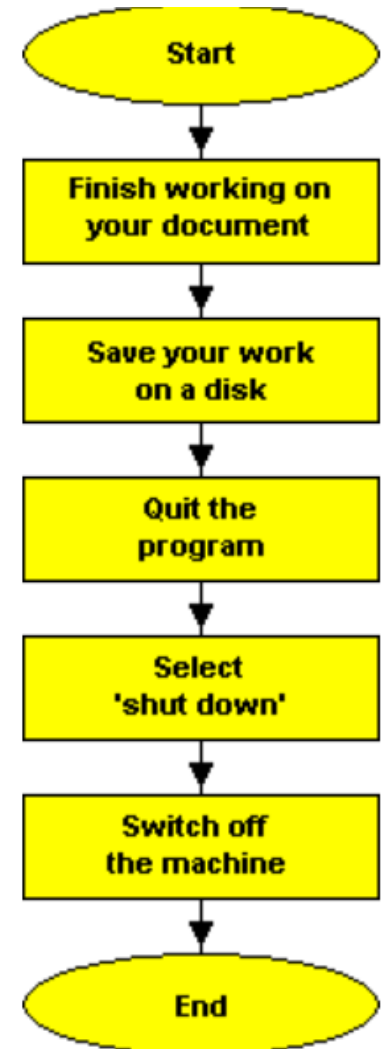 Start
Finish working on
your document
Save your work
on a disk
Quit the
program
Select
'shut down'
Switch off
the machine
End